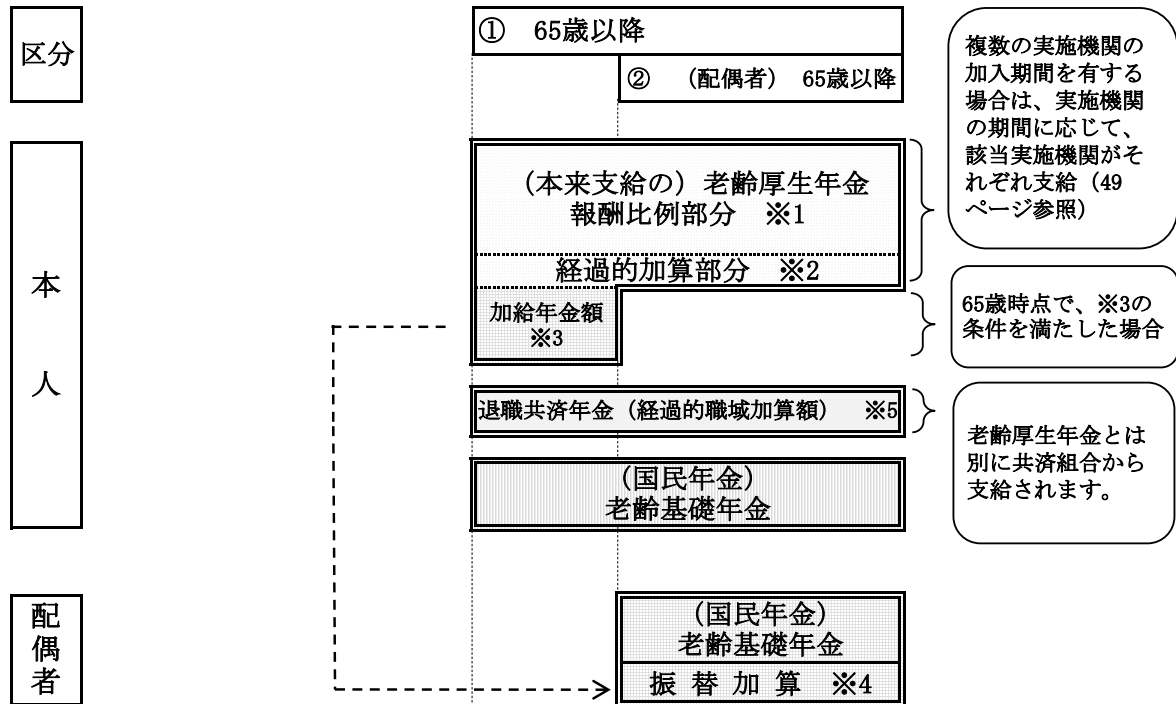 区分
① 65歳以降
② (配偶者) 65歳以降
複数の実施機関の
加入期間を有する
場合は、実施機関
の期間に応じて、
該当実施機関がそ
れぞれ支給(49
ページ参照)
本人
(本来支給の)老齢厚生年金
報酬比例部分 ※1
経過的加算部分 ※2
加給年金額
※3
65歳時点で、※3の
条件を満たした場合
退職共済年金(経過的職域加算額) ※5
老齢厚生年金とは
別に共済組合から
支給されます。
(国民年金)
老齢基礎年金
配偶者
(国民年金)
老齢基礎年金
振替加算 ※4